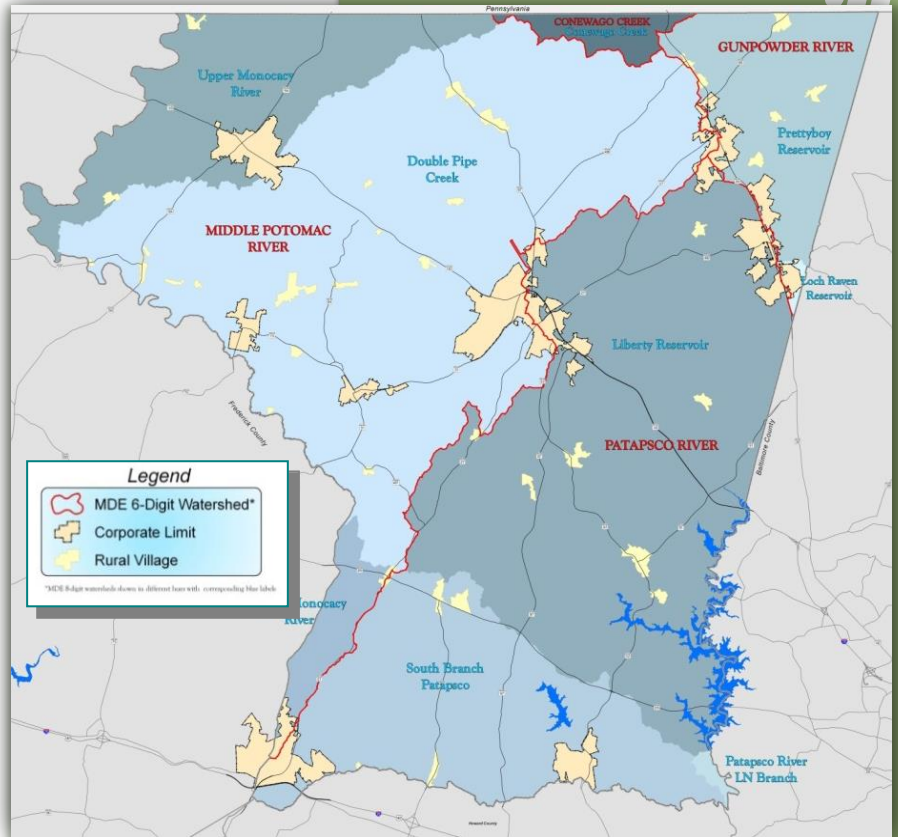 Pennsylvania
CONEWAGO CREEK
Conewago Creek
GUNPOWDER RIVER
Upper Monocacy
River
Prettyboy
Reservoir
Double Pipe
Creek
MIDDLE POTOMAC
RIVER
Loch Raven
Reservoir
Liberty Reservoir
Frederick County
Baltimore County
PATAPSCO RIVER
Legend
MDE 6-Digit Watershed*
Corporate Limit
Rural Village
*MDE 8-digit watersheds shown in different hues with corresponding blue labels
Monocacy
River
South Branch
Patapsco
Patapsco River
LN Branch
Howard County